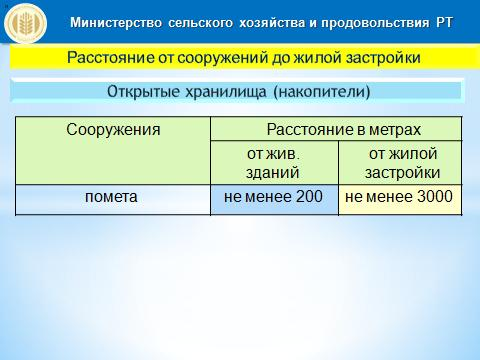 Министерство сельского хозяйства и продовольствия РТ
Расстояние от сооружений до жилой застройки
Открытые хранилища (накопители)
Сооружения
Расстояние в метрах
от жив. зданий
от жилой застройки
помета
не менее 200
не менее 3000